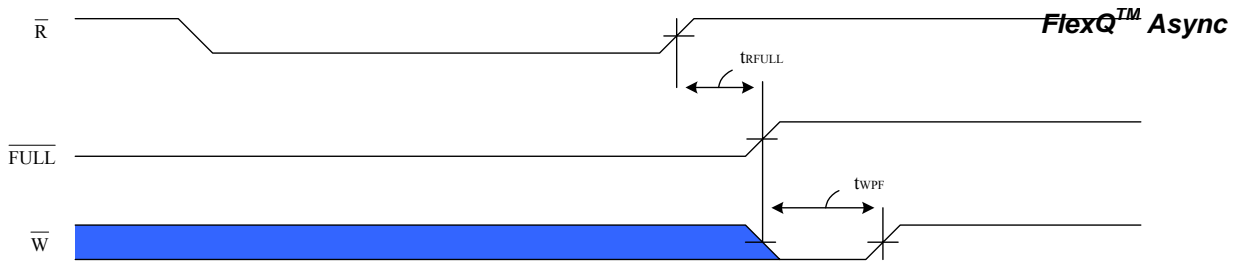 R
FlexQTM Async
tRFULL
FULL
tWPF
W